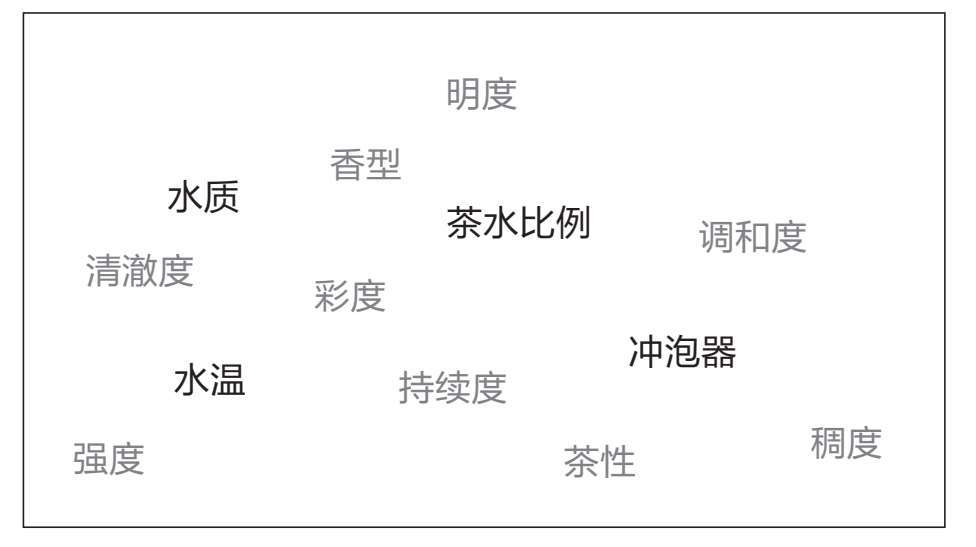 明度
香型
水质
茶水比例
调和度
清澈度
彩度
冲泡器
水温
持续度
稠度
强度
茶性